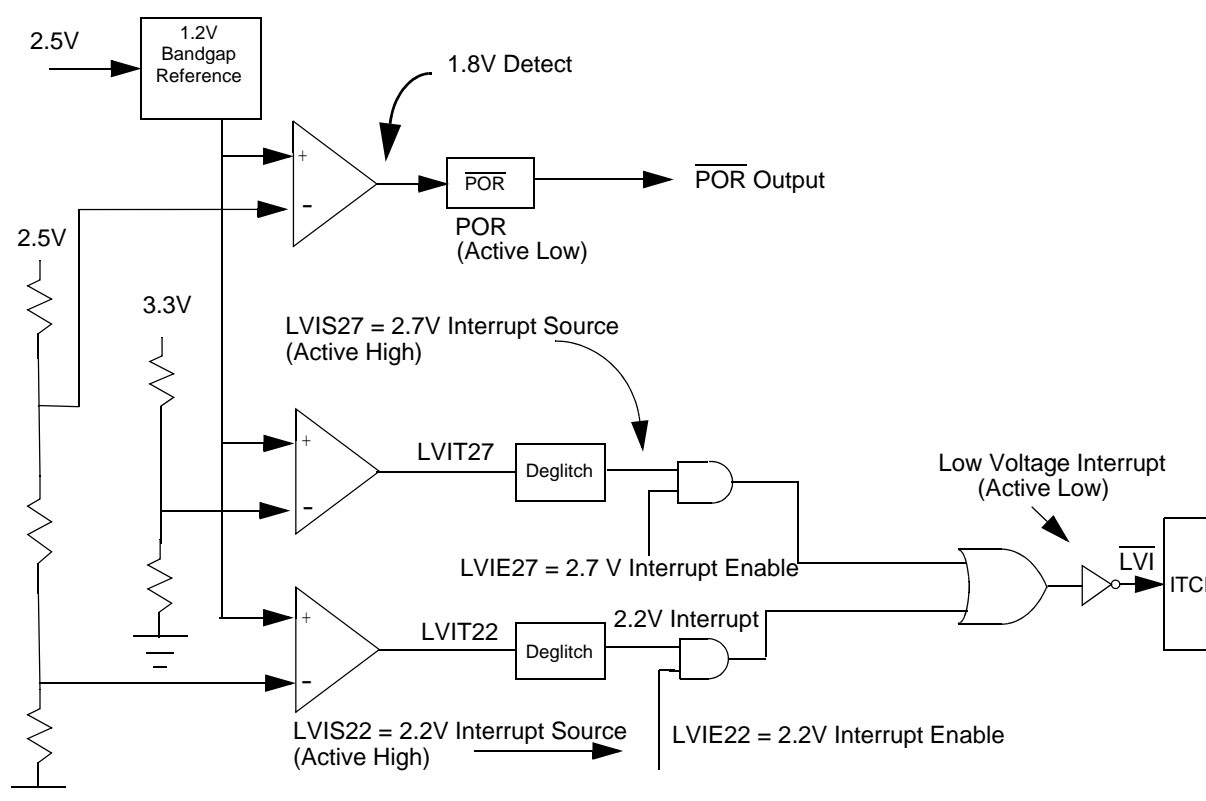 2.5V
1.2V
Bandgap
Reference
1.8V Detect
+
-
POR
POR Output
POR
(Active Low)
2.5V
3.3V
LVIS27 = 2.7V Interrupt Source
(Active High)
+
-
LVIT27
Deglitch
Low Voltage Interrupt
(Active Low)
LVIE27 = 2.7 V Interrupt Enable
LVI
+
-
LVIT22
Deglitch
2.2V Interrupt
LVIS22 = 2.2V Interrupt Source
(Active High)
LVIE22 = 2.2V Interrupt Enable